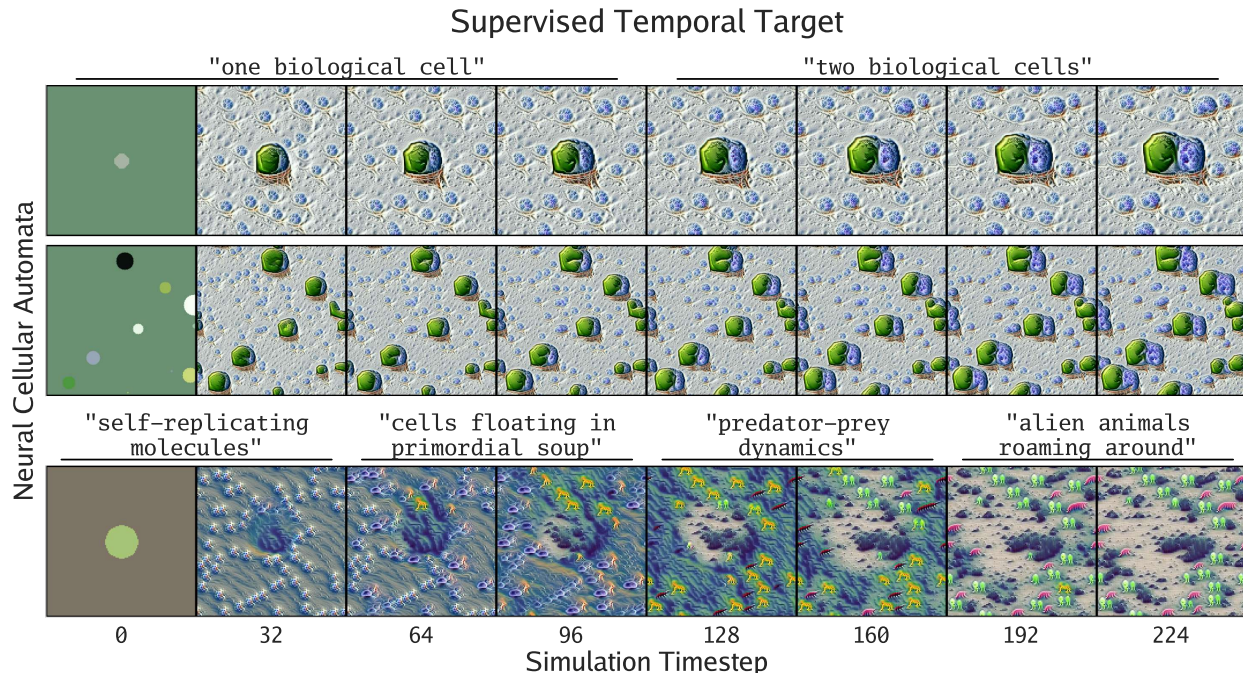 Supervised Temporal Target
"one biological cell"
"two biological cells"
Neural Cellular Automata
"self-replicating
molecules"
"cells floating in
primordial soup"
"predator-prey
dynamics"
"alien animals
roaming around"
0
32
64
96
128
160
192
224
Simulation Timestep